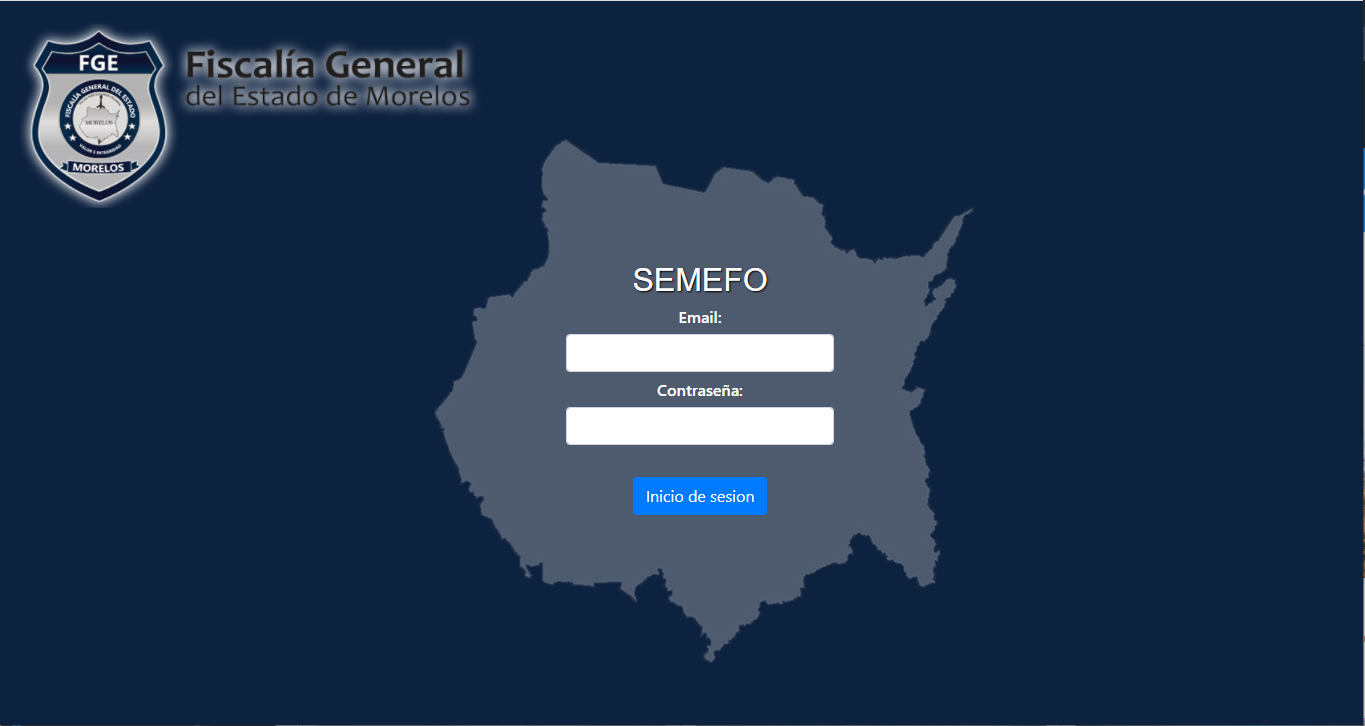 FGE
FISCALÍA GENERAL DEL ESTADO
MORELOS
VALOR E INTEGRIDAD
MORELOS
Fiscalía General
del Estado de Morelos
SEMEFO
Email:
Contraseña:
Inicio de sesion